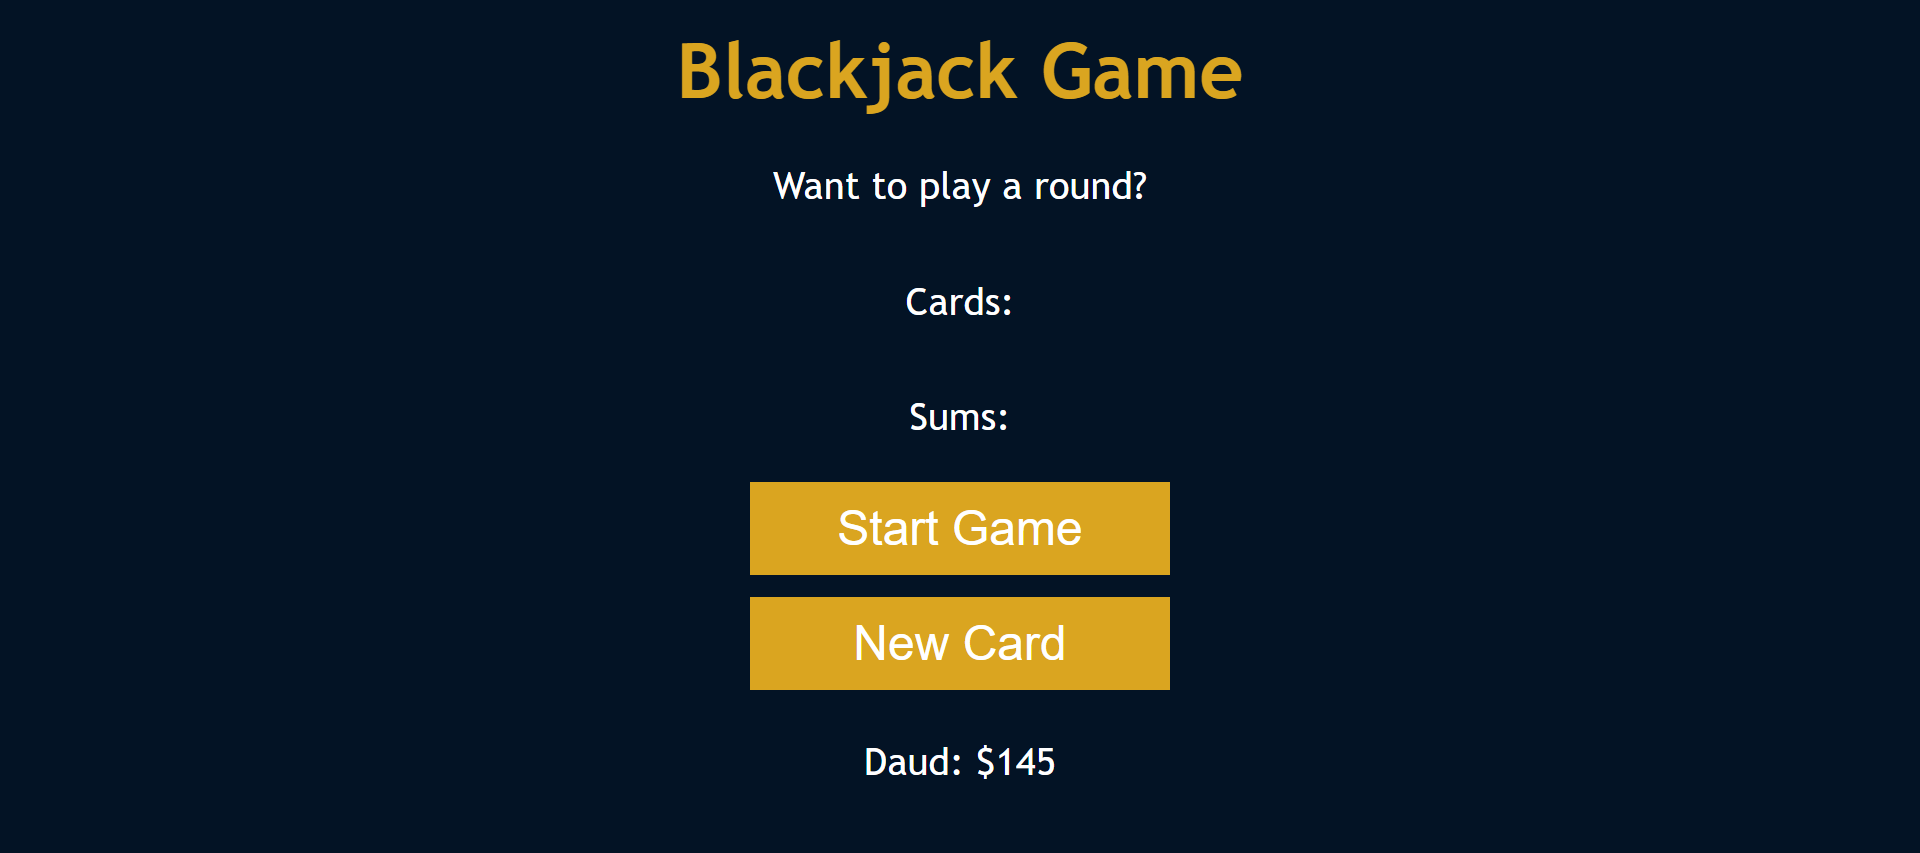 Blackjack Game
Want to play a round?
Cards:
Sums:
Start Game
New Card
Daud: $145